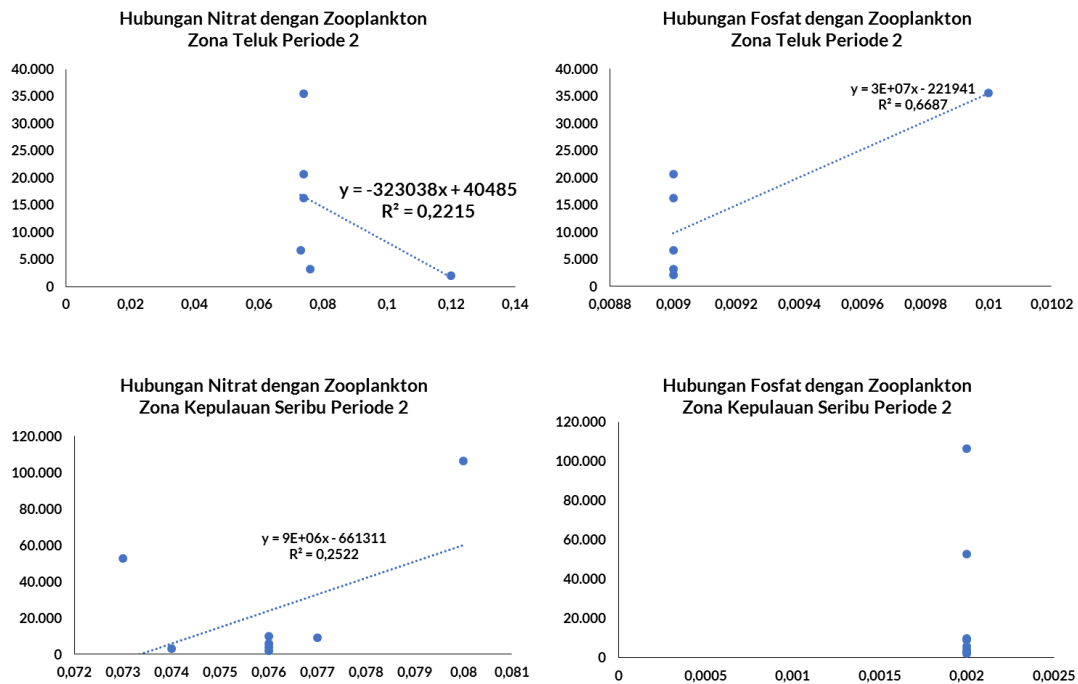 Hubungan Nitrat dengan Zooplankton
Zona Teluk Periode 2
40.000
35.000
30.000
25.000
20.000
15.000
10.000
5.000
0
y = -323038x + 40485
R² = 0,2215
0 0,02 0,04 0,06 0,08 0,1 0,12 0,14
Hubungan Fosfat dengan Zooplankton
Zona Teluk Periode 2
40.000
35.000
30.000
25.000
20.000
15.000
10.000
5.000
0
y = 3E+07x - 221941
R² = 0,6687
0,0088 0,009 0,0092 0,0094 0,0096 0,0098 0,01 0,0102
Hubungan Nitrat dengan Zooplankton
Zona Kepulauan Seribu Periode 2
120.000
100.000
80.000
60.000
40.000
20.000
0
y = 9E+06x - 661311
R² = 0,2522
0,072 0,073 0,074 0,075 0,076 0,077 0,078 0,079 0,08 0,081
Hubungan Fosfat dengan Zooplankton
Zona Kepulauan Seribu Periode 2
120.000
100.000
80.000
60.000
40.000
20.000
0
0 0,0005 0,001 0,0015 0,002 0,0025